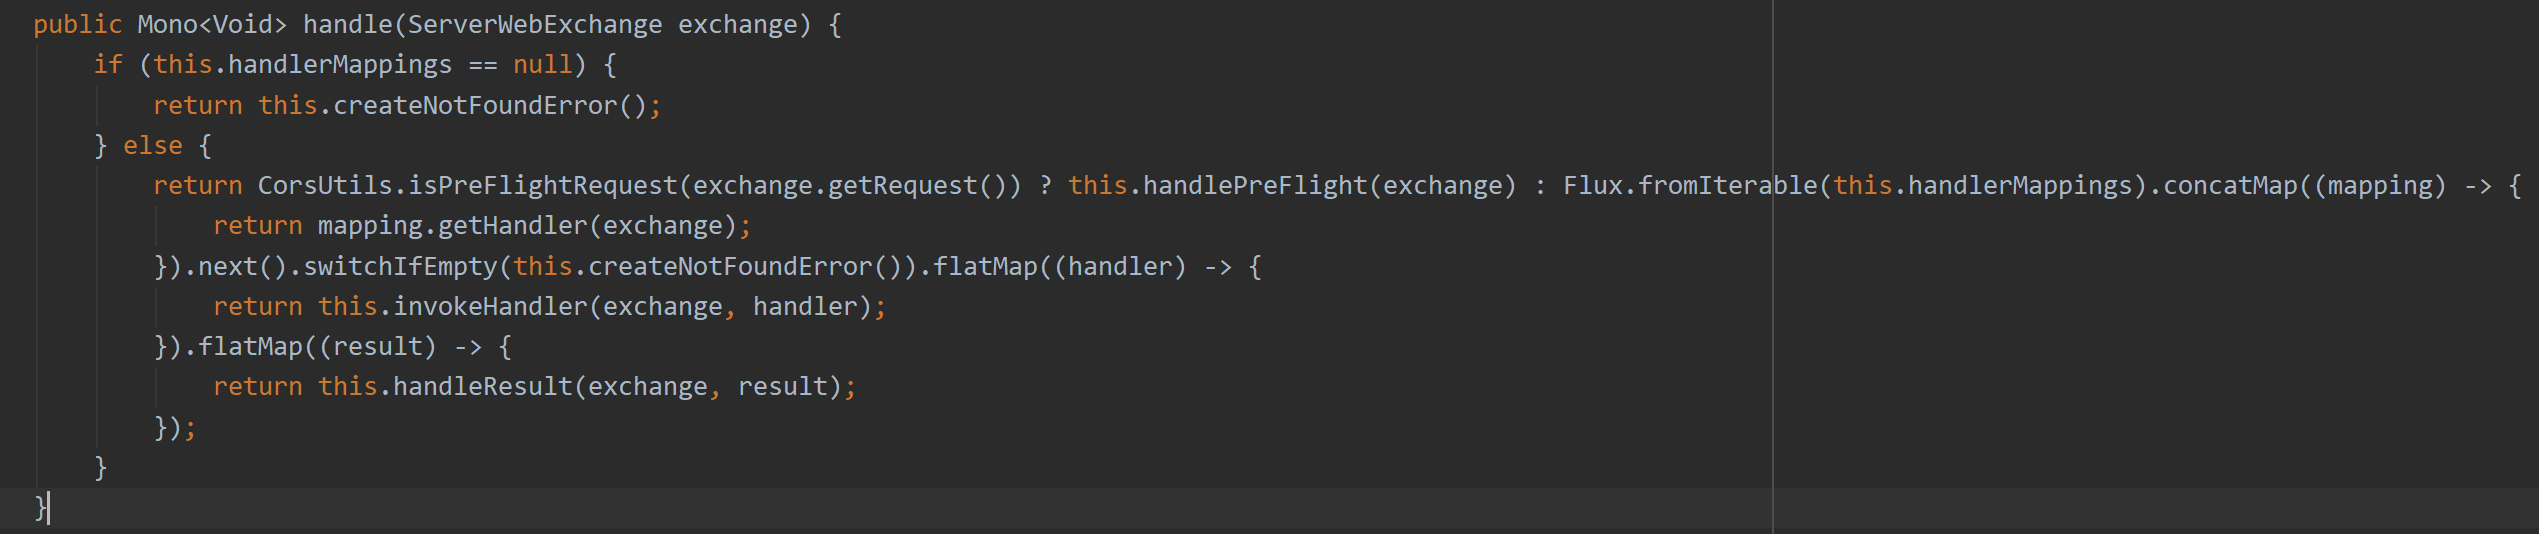 public Mono<Void> handle(ServerWebExchange exchange) {
if (this.handlerMappings == null) {
return this.createNotFoundError();
} else {
return CorsUtils.isPreFlightRequest(exchange.getRequest()) ? this.handlePreFlight(exchange) : Flux.fromIterable(this.handlerMappings).concatMap((mapping) -> {
return mapping.getHandler(exchange);
}).next().switchIfEmpty(this.createNotFoundError()).flatMap((handler) -> {
return this.invokeHandler(exchange, handler);
}).flatMap((result) -> {
return this.handleResult(exchange, result);
});
}
}